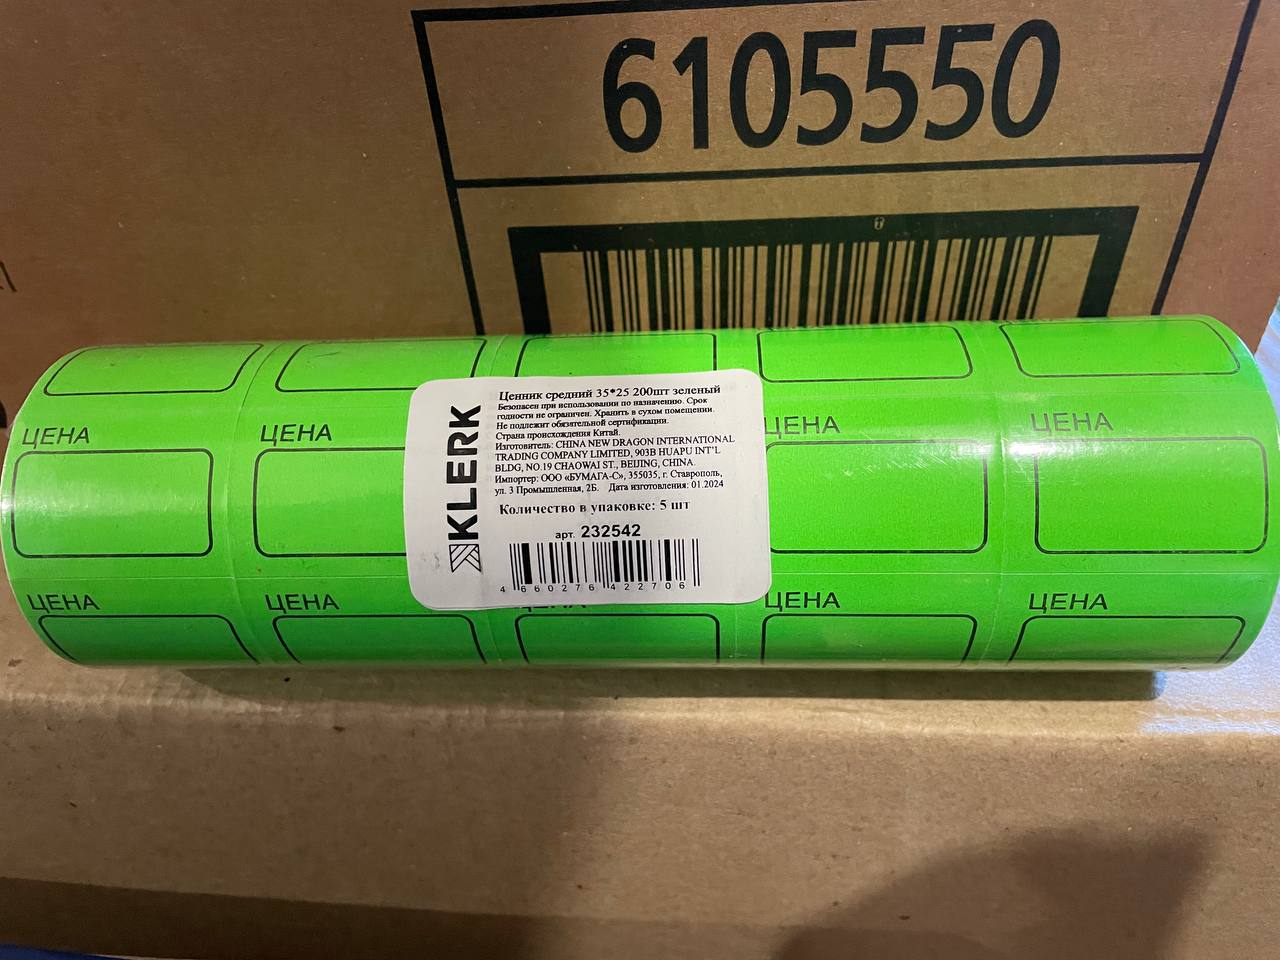 6105550
ЦЕНА ЦЕНА ЦЕНА ЦЕНА
KLERK
Ценник средний 35*25 200шт зеленый
Безопасен при использовании по назначению. Срок
годности не ограничен. Хранить в сухом помещении.
Не подлежит обязательной сертификации.
Страна происхождения Китай.
Изготовитель: CHINA NEW DRAGON INTERNATIONAL
TRADING COMPANY LIMITED, 903B HUAPU INT'L
BLDG, NO.19 CHAOWAI ST., BEIJING, CHINA.
Импортер: ООО «БУМАГА-С», 355035, г. Ставрополь,
ул. 3 Промышленная, 2Б. Дата изготовления: 01.2024
Количество в упаковке: 5 шт
арт. 232542
4 660276 422706
ЦЕНА ЦЕНА ЦЕНА ЦЕНА ЦЕНА